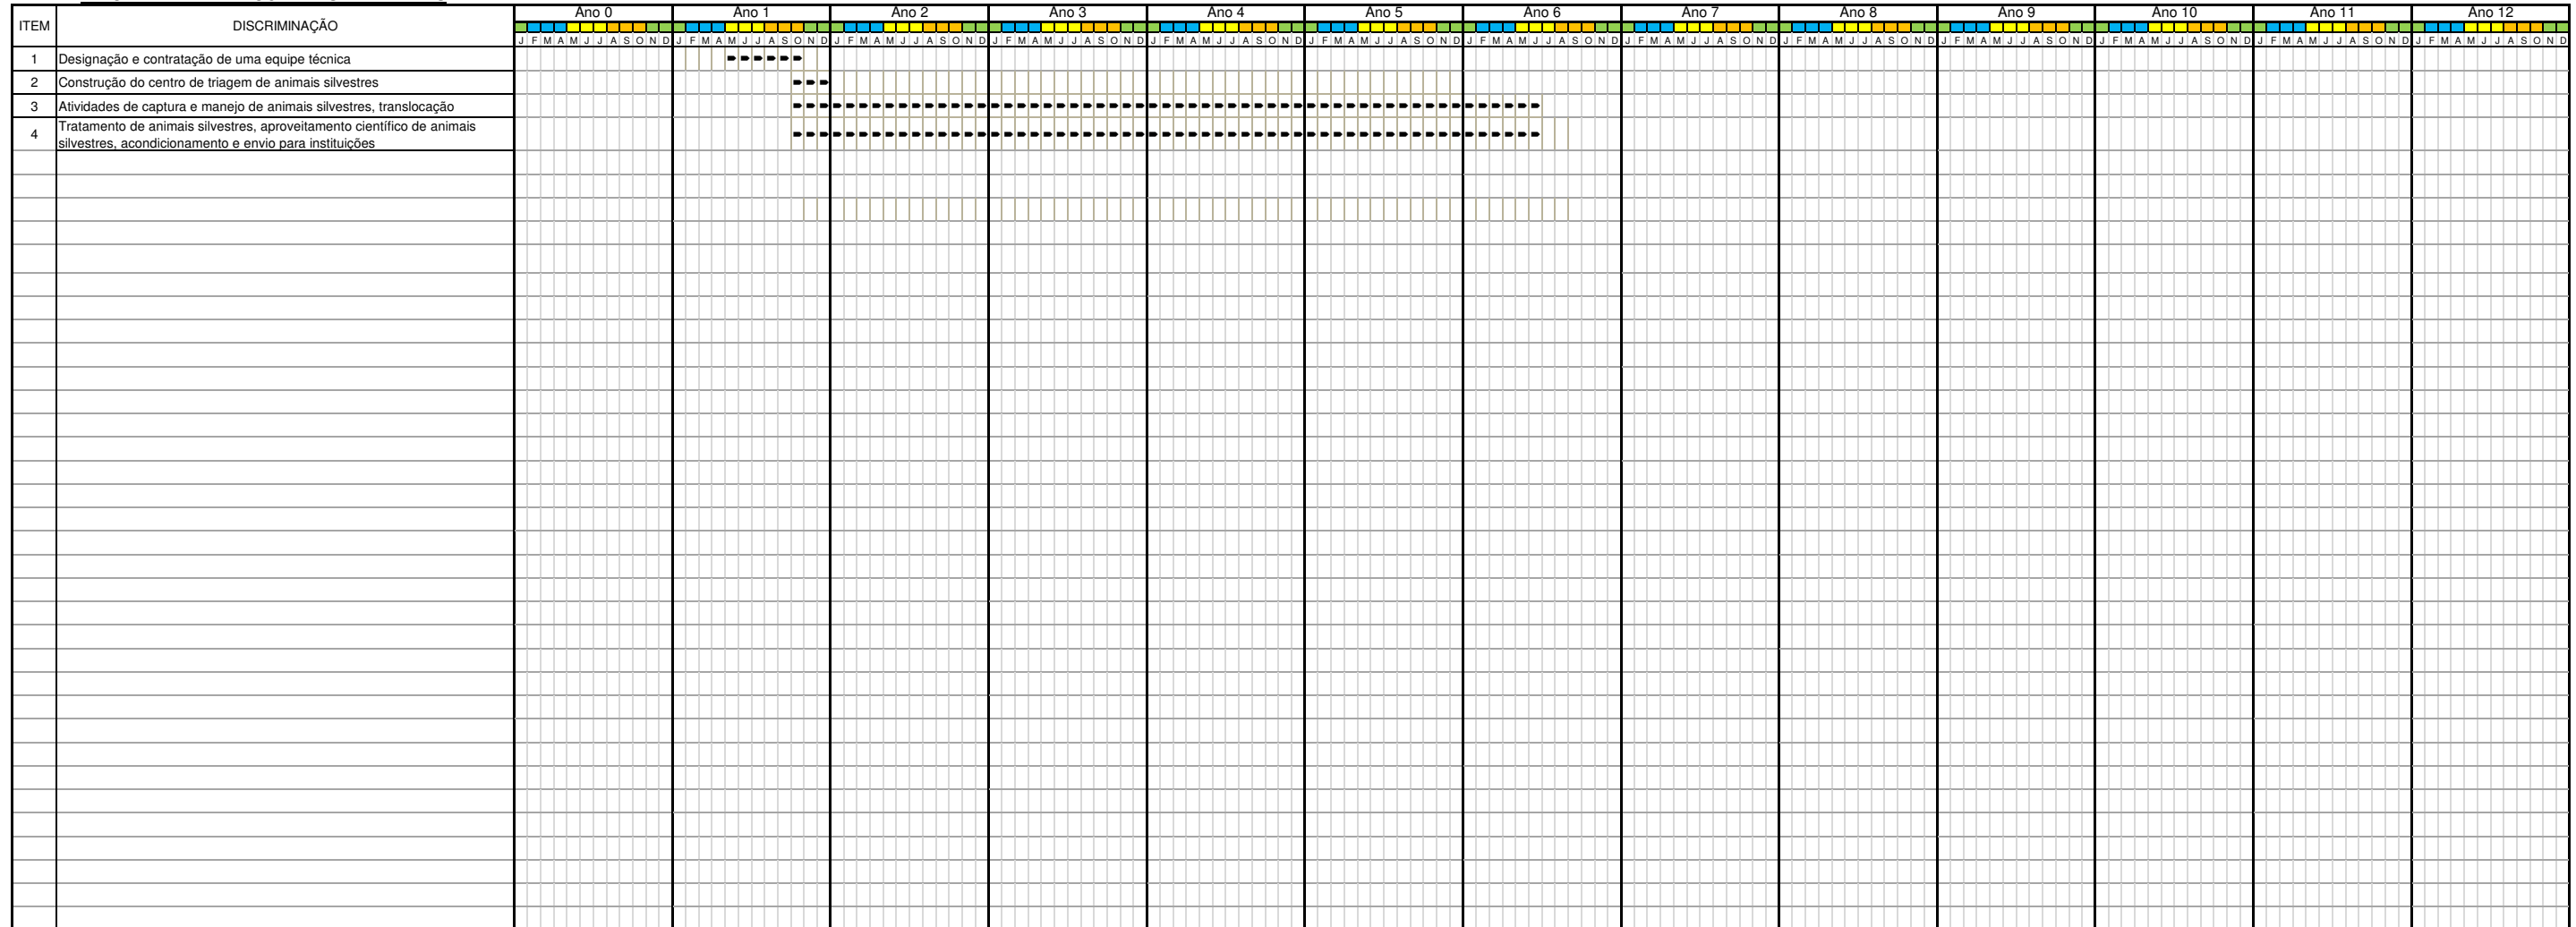 ITEM DISCRIMINAÇÃO Ano 0 Ano 1 Ano 2 Ano 3 Ano 4 Ano 5 Ano 6 Ano 7 Ano 8 Ano 9 Ano 10 Ano 11 Ano 12
J F M A M J J A S O N D J F M A M J J A S O N D J F M A M J J A S O N D J F M A M J J A S O N D J F M A M J J A S O N D J F M A M J J A S O N D J F M A M J J A S O N D J F M A M J J A S O N D J F M A M J J A S O N D J F M A M J J A S O N D J F M A M J J A S O N D J F M A M J J A S O N D J F M A M J J A S O N D
1 Designação e contratação de uma equipe técnica
2 Construção do centro de triagem de animais silvestres
3 Atividades de captura e manejo de animais silvestres, translocação
4 Tratamento de animais silvestres, aproveitamento científico de animais
silvestres, acondicionamento e envio para instituições